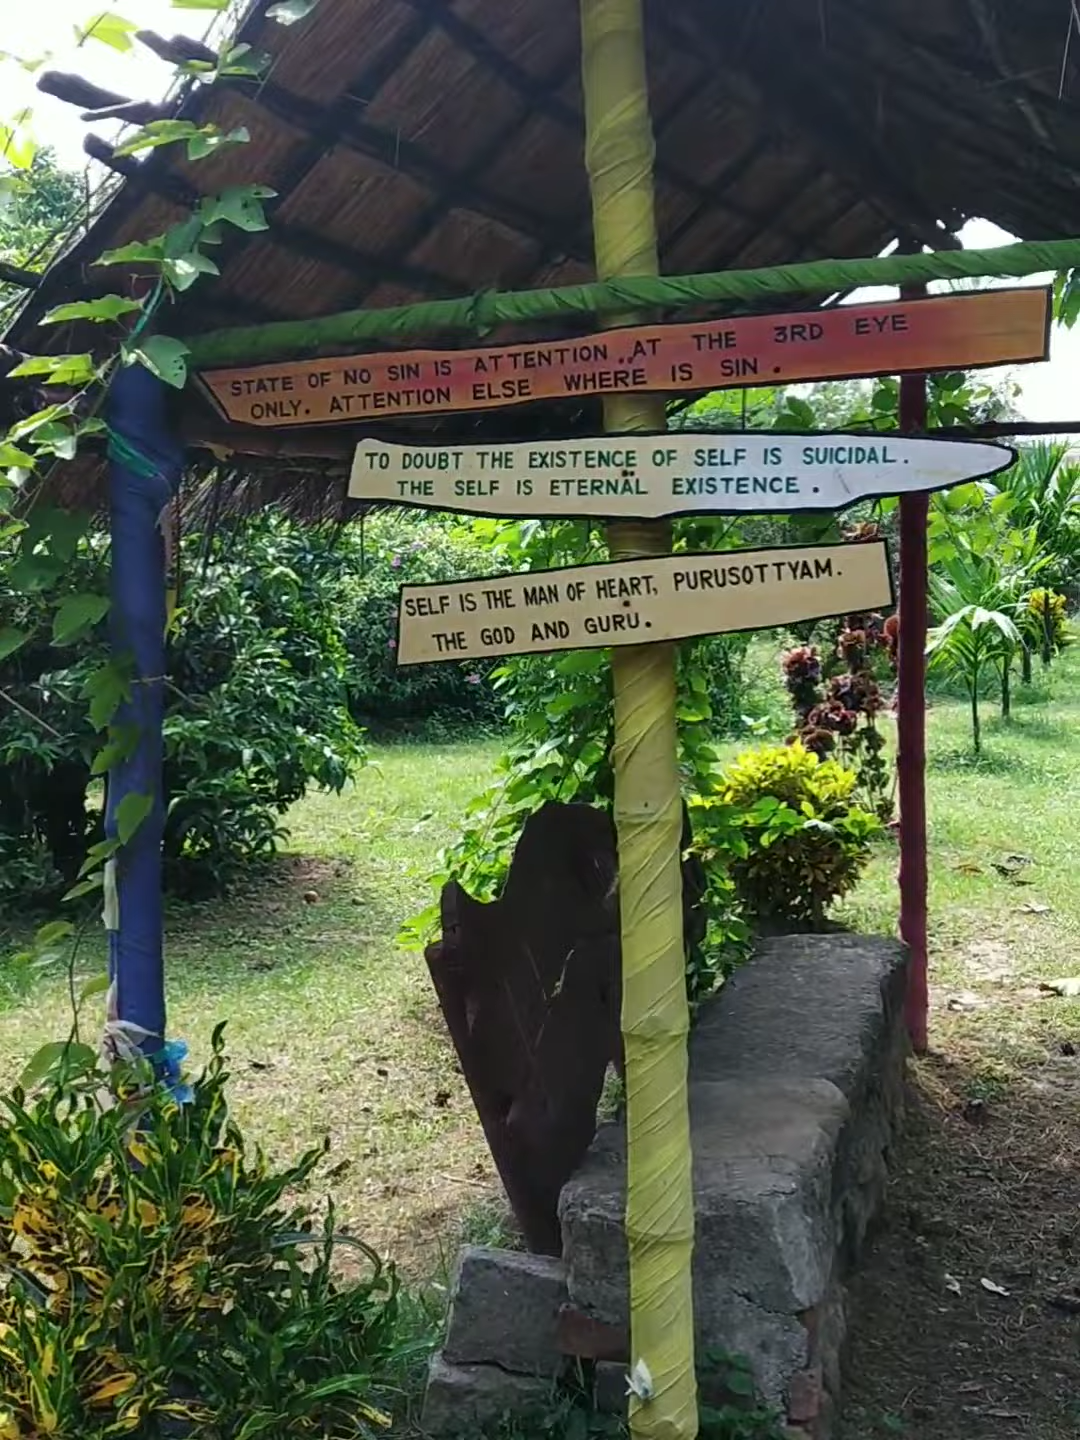 STATE OF NO SIN IS ATTENTION AT THE 3RD EYE
ONLY. ATTENTION ELSE WHERE IS SIN.
TO DOUBT THE EXISTENCE OF SELF IS SUICIDAL.
THE SELF IS ETERNAL EXISTENCE.
SELF IS THE MAN OF HEART, PURUSOTTYAM.
THE GOD AND GURU.